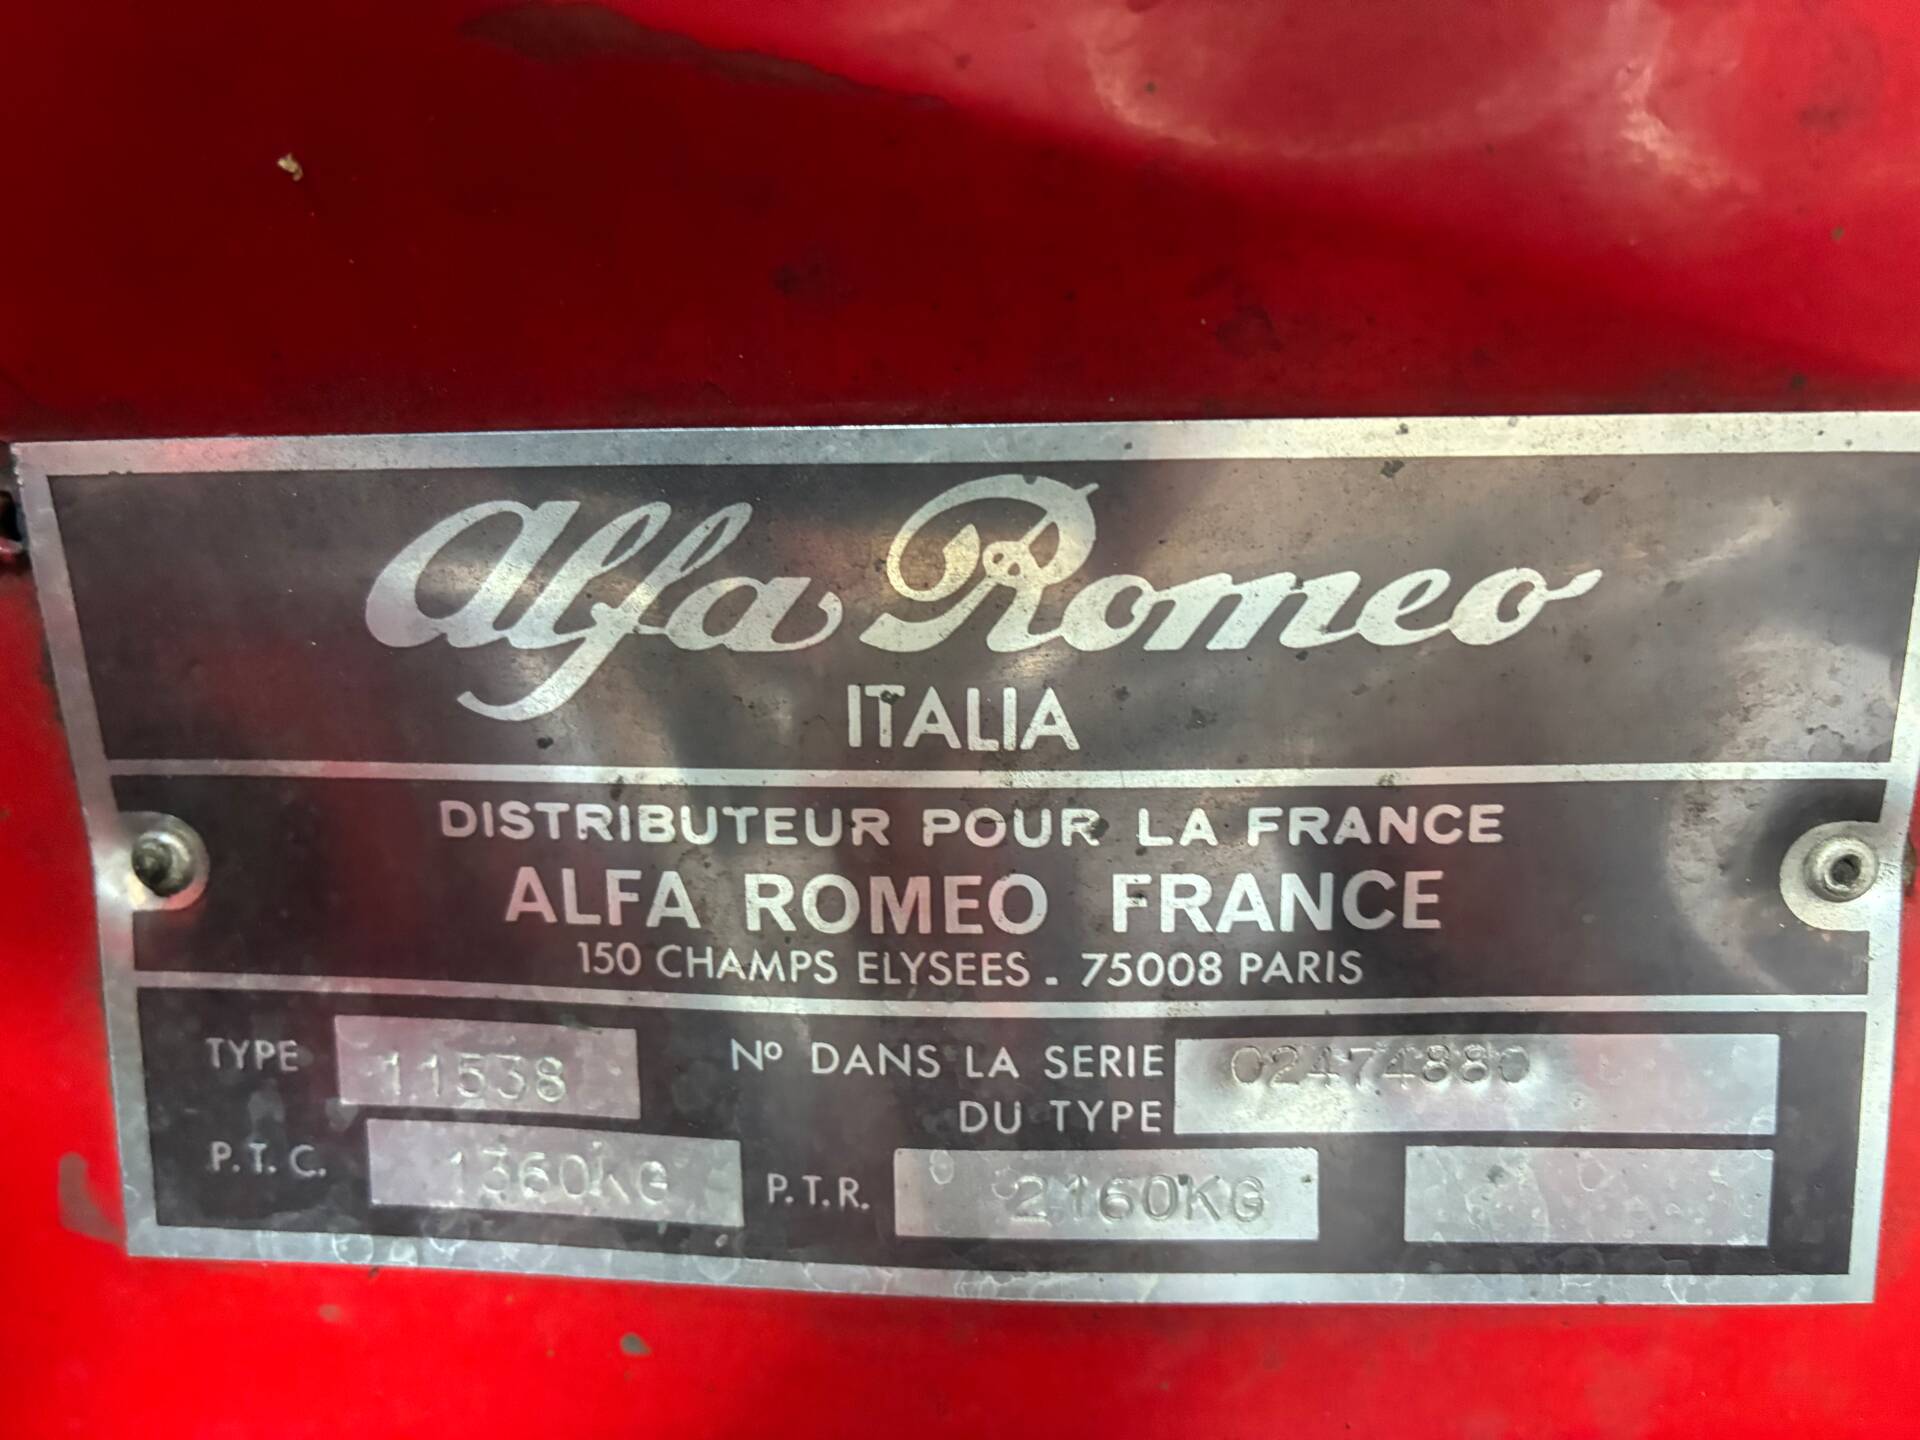 Alfa Romeo
ITALIA
DISTRIBUTEUR POUR LA FRANCE
ALFA ROMEO FRANCE
150 CHAMPS ELYSEES . 75008 PARIS
TYPE 11538 Nº DANS LA SERIE DU TYPE 02474880
P.T.C. 1360KG P.T.R. 2160KG